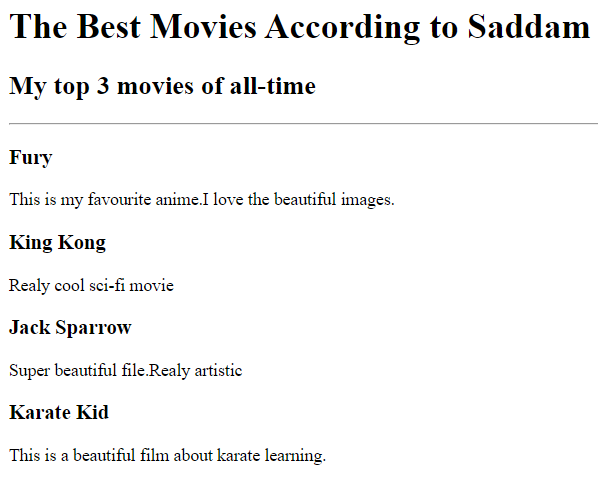 The Best Movies According to Saddam
My top 3 movies of all-time
Fury
This is my favourite anime.I love the beautiful images.
King Kong
Realy cool sci-fi movie
Jack Sparrow
Super beautiful file.Realy artistic
Karate Kid
This is a beautiful film about karate learning.